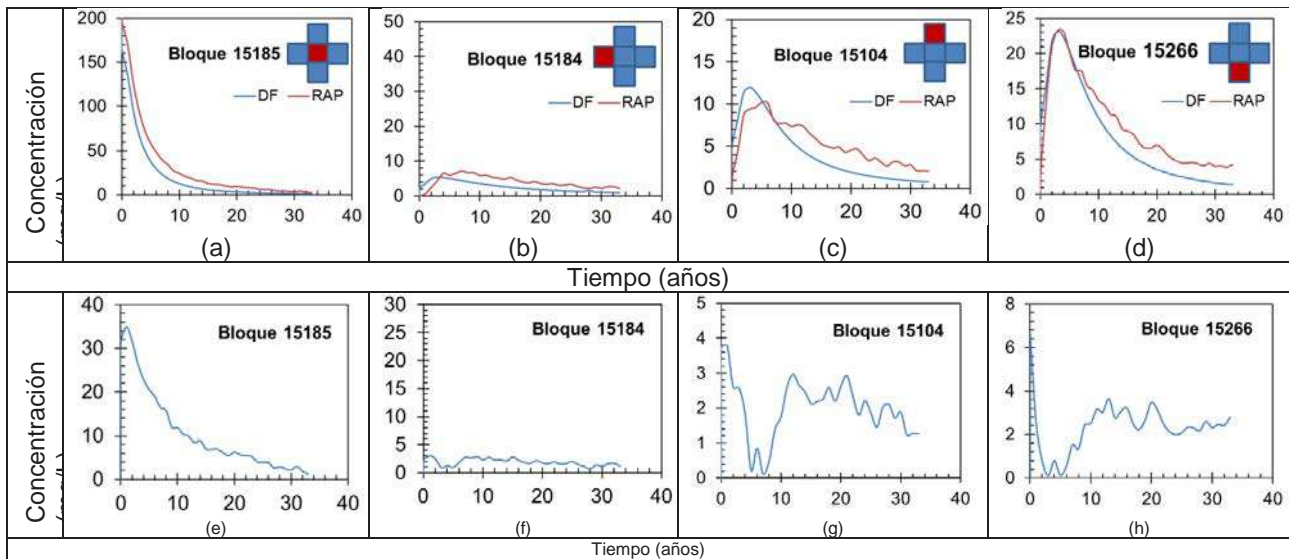 Concentración
200
150
100
50
0
0 10 20 30 40
Bloque 15185
DF RAP
(a)
50
40
30
20
10
0
0 10 20 30 40
Bloque 15184
DF RAP
(b)
20
15
10
5
0
0 10 20 30 40
Bloque 15104
DF RAP
(c)
25
20
15
10
5
0
0 10 20 30 40
Bloque 15266
DF RAP
(d)
Tiempo (años)
Concentración
40
30
20
10
0
0 10 20 30 40
Bloque 15185
(e)
30
25
20
15
10
5
0
0 10 20 30 40
Bloque 15184
(f)
5
4
3
2
1
0
0 10 20 30 40
Bloque 15104
(g)
8
6
4
2
0
0 10 20 30 40
Bloque 15266
(h)
Tiempo (años)